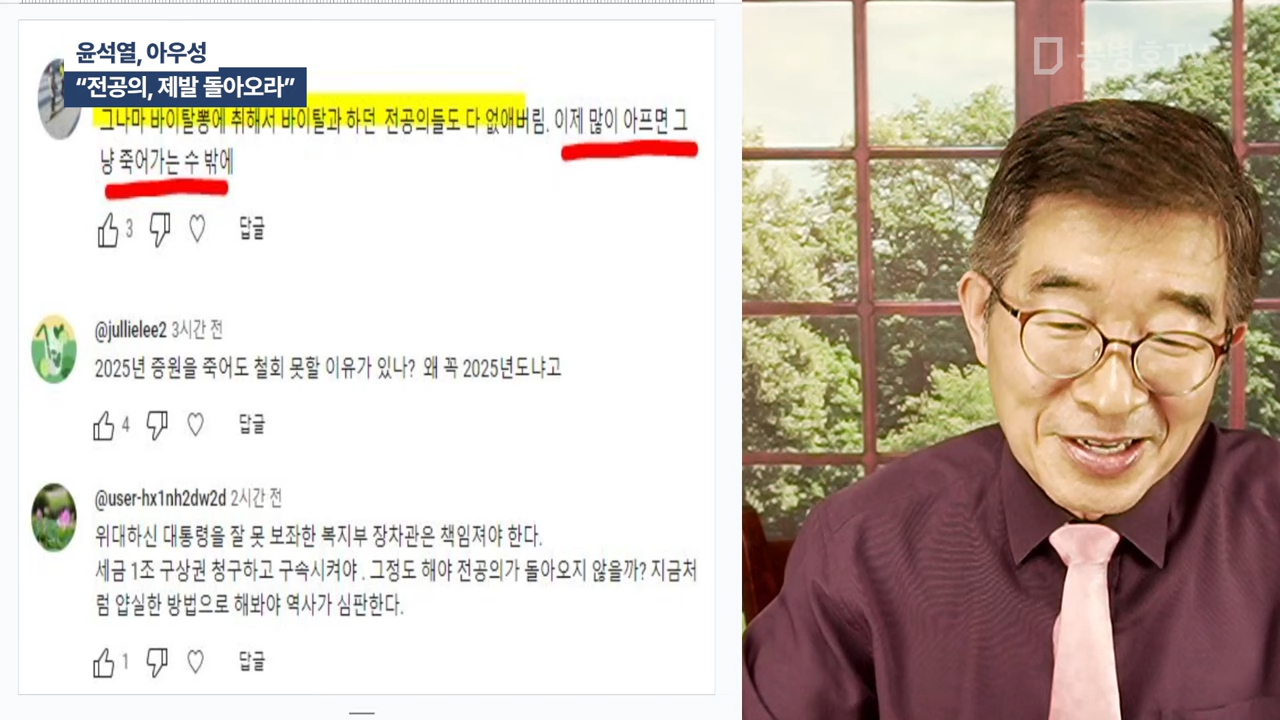 윤석열, 아우성
“전공의, 제발 돌아오라”
공병호TV
그나마 바이탈뽕에 취해서 바이탈과 하던 전공의들도 다 없애버림. 이제 많이 아프면 그
냥 죽어가는 수 밖에
3 답글
@jullielee2 3시간 전
2025년 증원을 죽어도 철회 못할 이유가 있나? 왜 꼭 2025년도냐고
4 답글
@user-hx1nh2dw2d 2시간 전
위대하신 대통령을 잘 못 보좌한 복지부 장차관은 책임져야 한다.
세금 1조 구상권 청구하고 구속시켜야 . 그정도 해야 전공의가 돌아오지 않을까? 지금처
럼 얍실한 방법으로 해봐야 역사가 심판한다.
1 답글